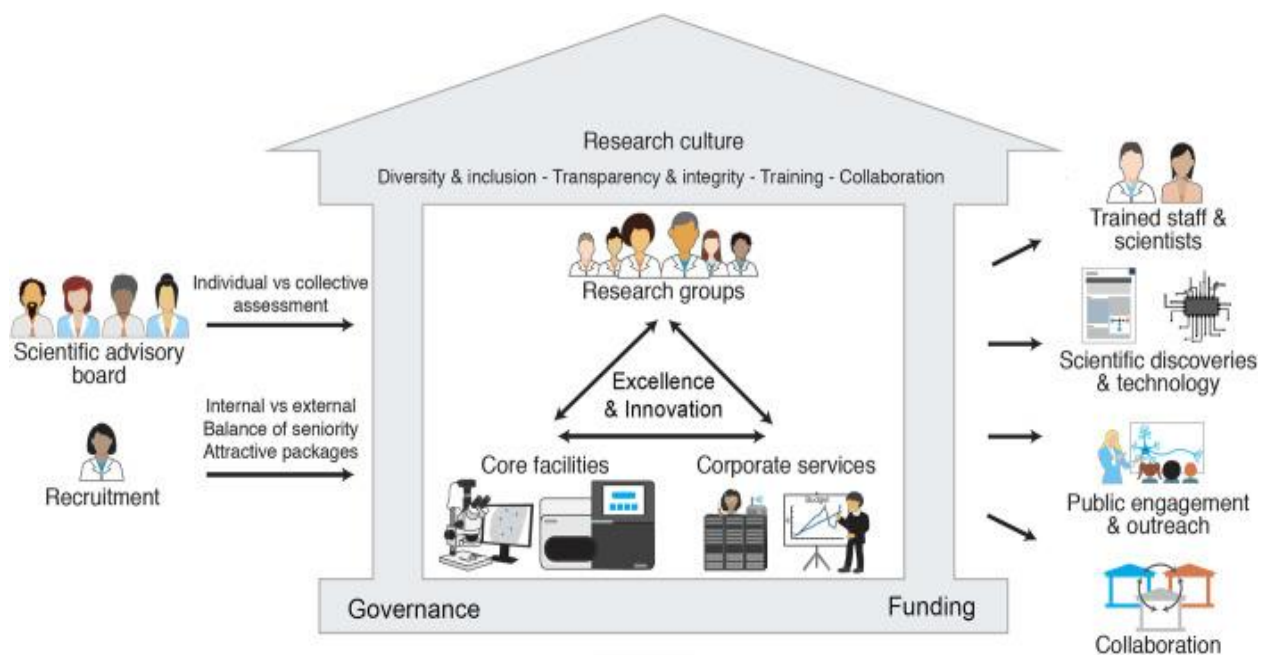 Research culture
Diversity & inclusion - Transparency & integrity - Training - Collaboration
Individual vs collective
assessment
Scientific advisory
board
Internal vs external
Balance of seniority
Attractive packages
Recruitment
Research groups
Excellence
& Innovation
Core facilities
Corporate services
Budget
Governance
Funding
Trained staff &
scientists
Scientific discoveries
& technology
Public engagement
& outreach
Collaboration